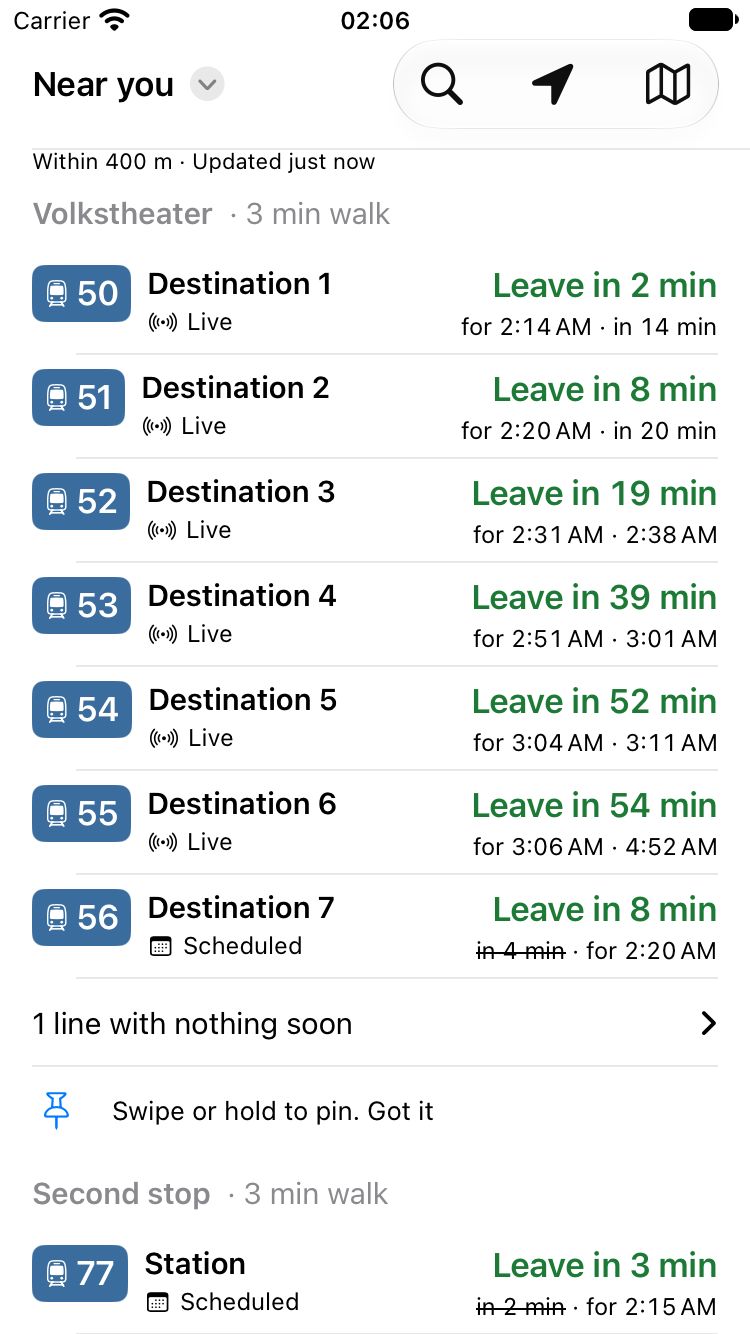 Carrier 02:06
Near you
Within 400 m · Updated just now
Volkstheater · 3 min walk
50 Destination 1 Leave in 2 min
Live for 2:14 AM · in 14 min
51 Destination 2 Leave in 8 min
Live for 2:20 AM · in 20 min
52 Destination 3 Leave in 19 min
Live for 2:31 AM · 2:38 AM
53 Destination 4 Leave in 39 min
Live for 2:51 AM · 3:01 AM
54 Destination 5 Leave in 52 min
Live for 3:04 AM · 3:11 AM
55 Destination 6 Leave in 54 min
Live for 3:06 AM · 4:52 AM
56 Destination 7 Leave in 8 min
Scheduled in 4 min · for 2:20 AM
1 line with nothing soon
Swipe or hold to pin. Got it
Second stop · 3 min walk
77 Station Leave in 3 min
Scheduled in 2 min · for 2:15 AM